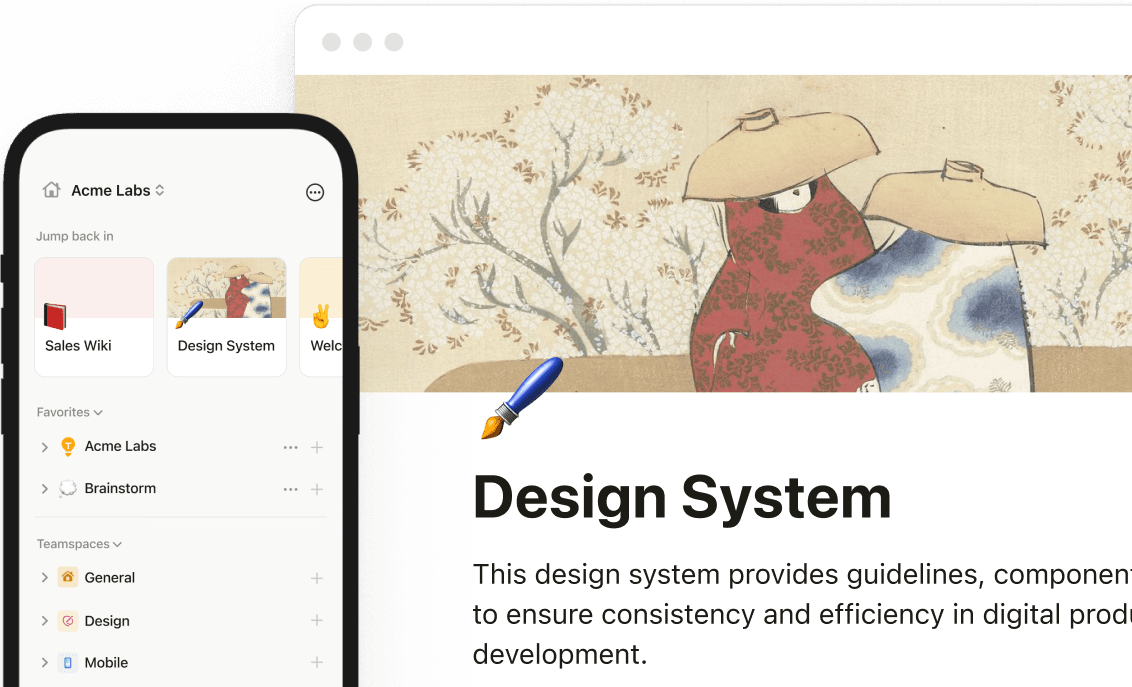 Acme Labs
Jump back in
Sales Wiki
Design System
Welc
Favorites
Acme Labs
Brainstorm
Teamspaces
General
Design
Mobile
Design System
This design system provides guidelines, component
to ensure consistency and efficiency in digital produ
development.